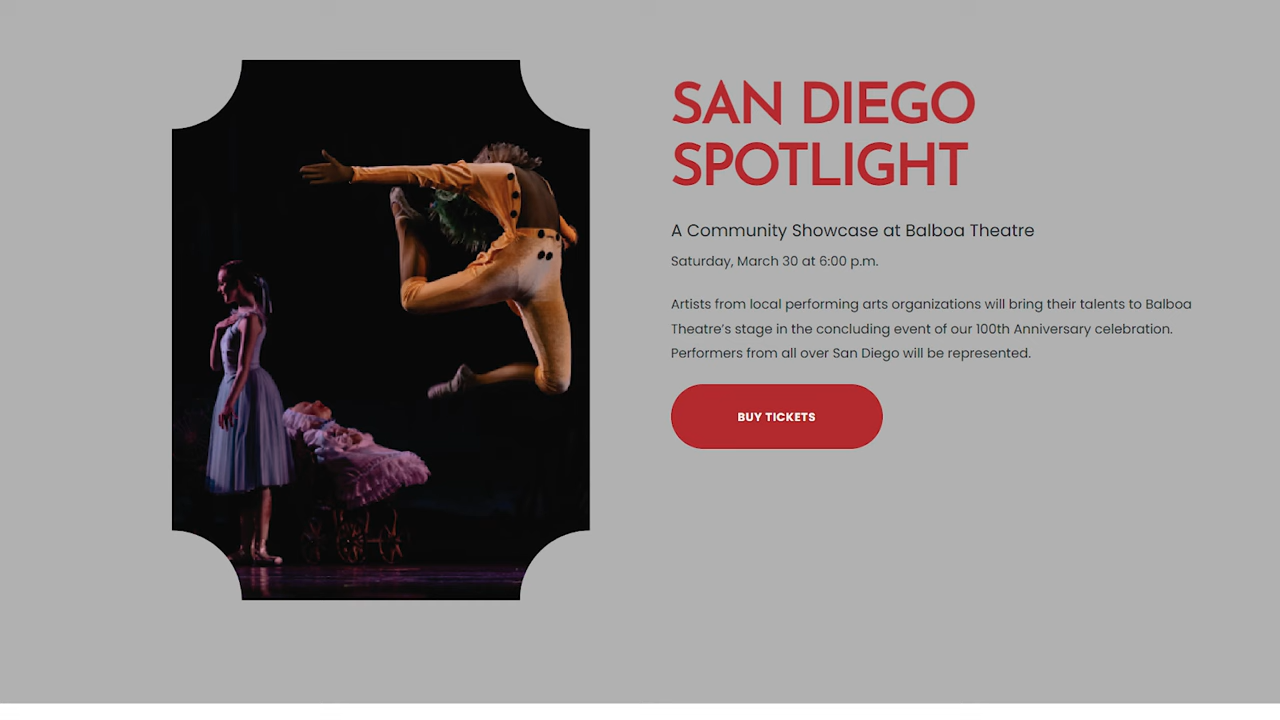 SAN DIEGO
SPOTLIGHT
A Community Showcase at Balboa Theatre
Saturday, March 30 at 6:00 p.m.
Artists from local performing arts organizations will bring their talents to Balboa
Theatre's stage in the concluding event of our 100th Anniversary celebration.
Performers from all over San Diego will be represented.
BUY TICKETS